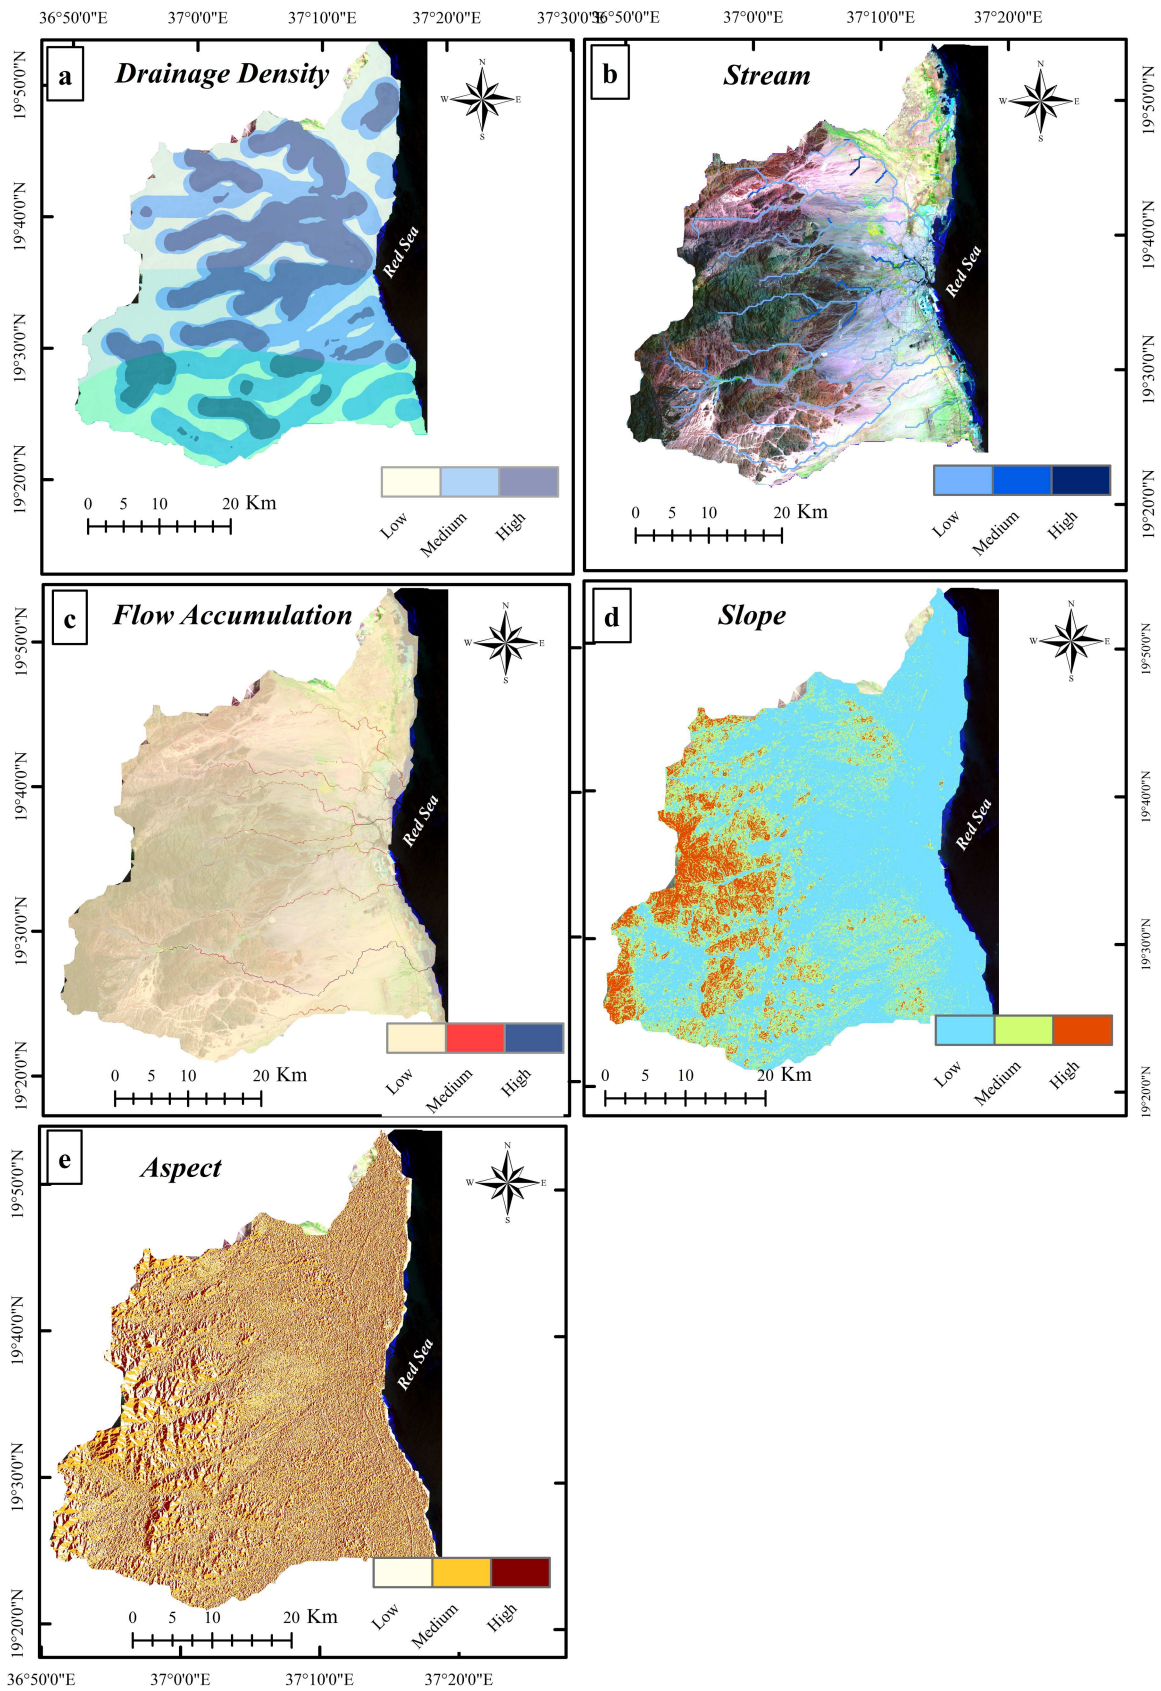 36°50'0"E 37°0'0"E 37°10'0"E 37°20'0"E 37°30'0"E
36°50'0"E 37°0'0"E 37°10'0"E 37°20'0"E
a
Drainage Density
N
W E
S
Red Sea
19°50'0"N
19°40'0"N
19°30'0"N
19°20'0"N
0 5 10 20 Km
Low Medium High
b
Stream
N
W E
S
Red Sea
19°50'0"N
19°40'0"N
19°30'0"N
19°20'0"N
0 5 10 20 Km
Low Medium High
c
Flow Accumulation
N
W E
S
Red Sea
19°50'0"N
19°40'0"N
19°30'0"N
19°20'0"N
0 5 10 20 Km
Low Medium High
d
Slope
N
W E
S
Red Sea
19°50'0"N
19°40'0"N
19°30'0"N
19°20'0"N
0 5 10 20 Km
Low Medium High
e
Aspect
N
W E
S
Red Sea
19°50'0"N
19°40'0"N
19°30'0"N
19°20'0"N
0 5 10 20 Km
Low Medium High
36°50'0"E 37°0'0"E 37°10'0"E 37°20'0"E